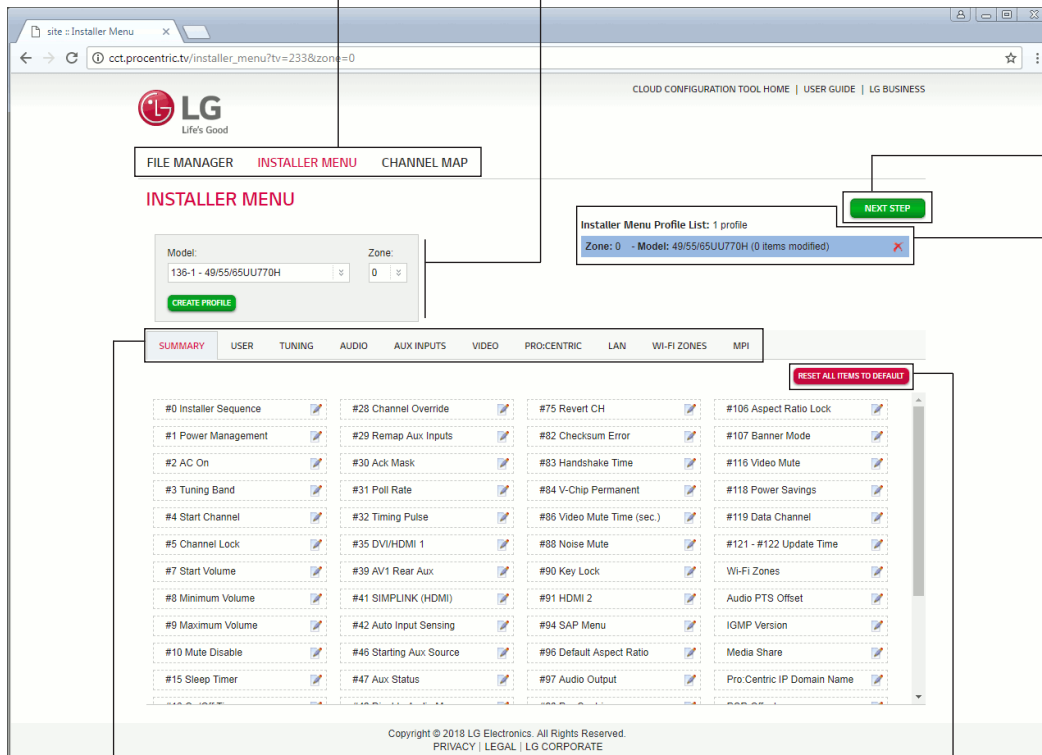 site :: Installer Menu
cct.procentric.tv/installer_menu?tv=233&zone=0
CLOUD CONFIGURATION TOOL HOME | USER GUIDE | LG BUSINESS
LG
Life's Good
FILE MANAGER INSTALLER MENU CHANNEL MAP
INSTALLER MENU
NEXT STEP
Installer Menu Profile List: 1 profile
Zone: 0 - Model: 49/55/65UU770H (0 items modified)
Model: Zone:
136-1 - 49/55/65UU770H 0
CREATE PROFILE
SUMMARY USER TUNING AUDIO AUX INPUTS VIDEO PRO:CENTRIC LAN WI-FI ZONES MPI
RESET ALL ITEMS TO DEFAULT
#0 Installer Sequence #28 Channel Override #75 Revert CH #106 Aspect Ratio Lock
#1 Power Management #29 Remap Aux Inputs #82 Checksum Error #107 Banner Mode
#2 AC On #30 Ack Mask #83 Handshake Time #116 Video Mute
#3 Tuning Band #31 Poll Rate #84 V-Chip Permanent #118 Power Savings
#4 Start Channel #32 Timing Pulse #86 Video Mute Time (sec.) #119 Data Channel
#5 Channel Lock #35 DVI/HDMI 1 #88 Noise Mute #121 - #122 Update Time
#7 Start Volume #39 AV1 Rear Aux #90 Key Lock Wi-Fi Zones
#8 Minimum Volume #41 SIMPLINK (HDMI) #91 HDMI 2 Audio PTS Offset
#9 Maximum Volume #42 Auto Input Sensing #94 SAP Menu IGMP Version
#10 Mute Disable #46 Starting Aux Source #96 Default Aspect Ratio Media Share
#15 Sleep Timer #47 Aux Status #97 Audio Output Pro:Centric IP Domain Name
Copyright © 2018 LG Electronics. All Rights Reserved.
PRIVACY | LEGAL | LG CORPORATE